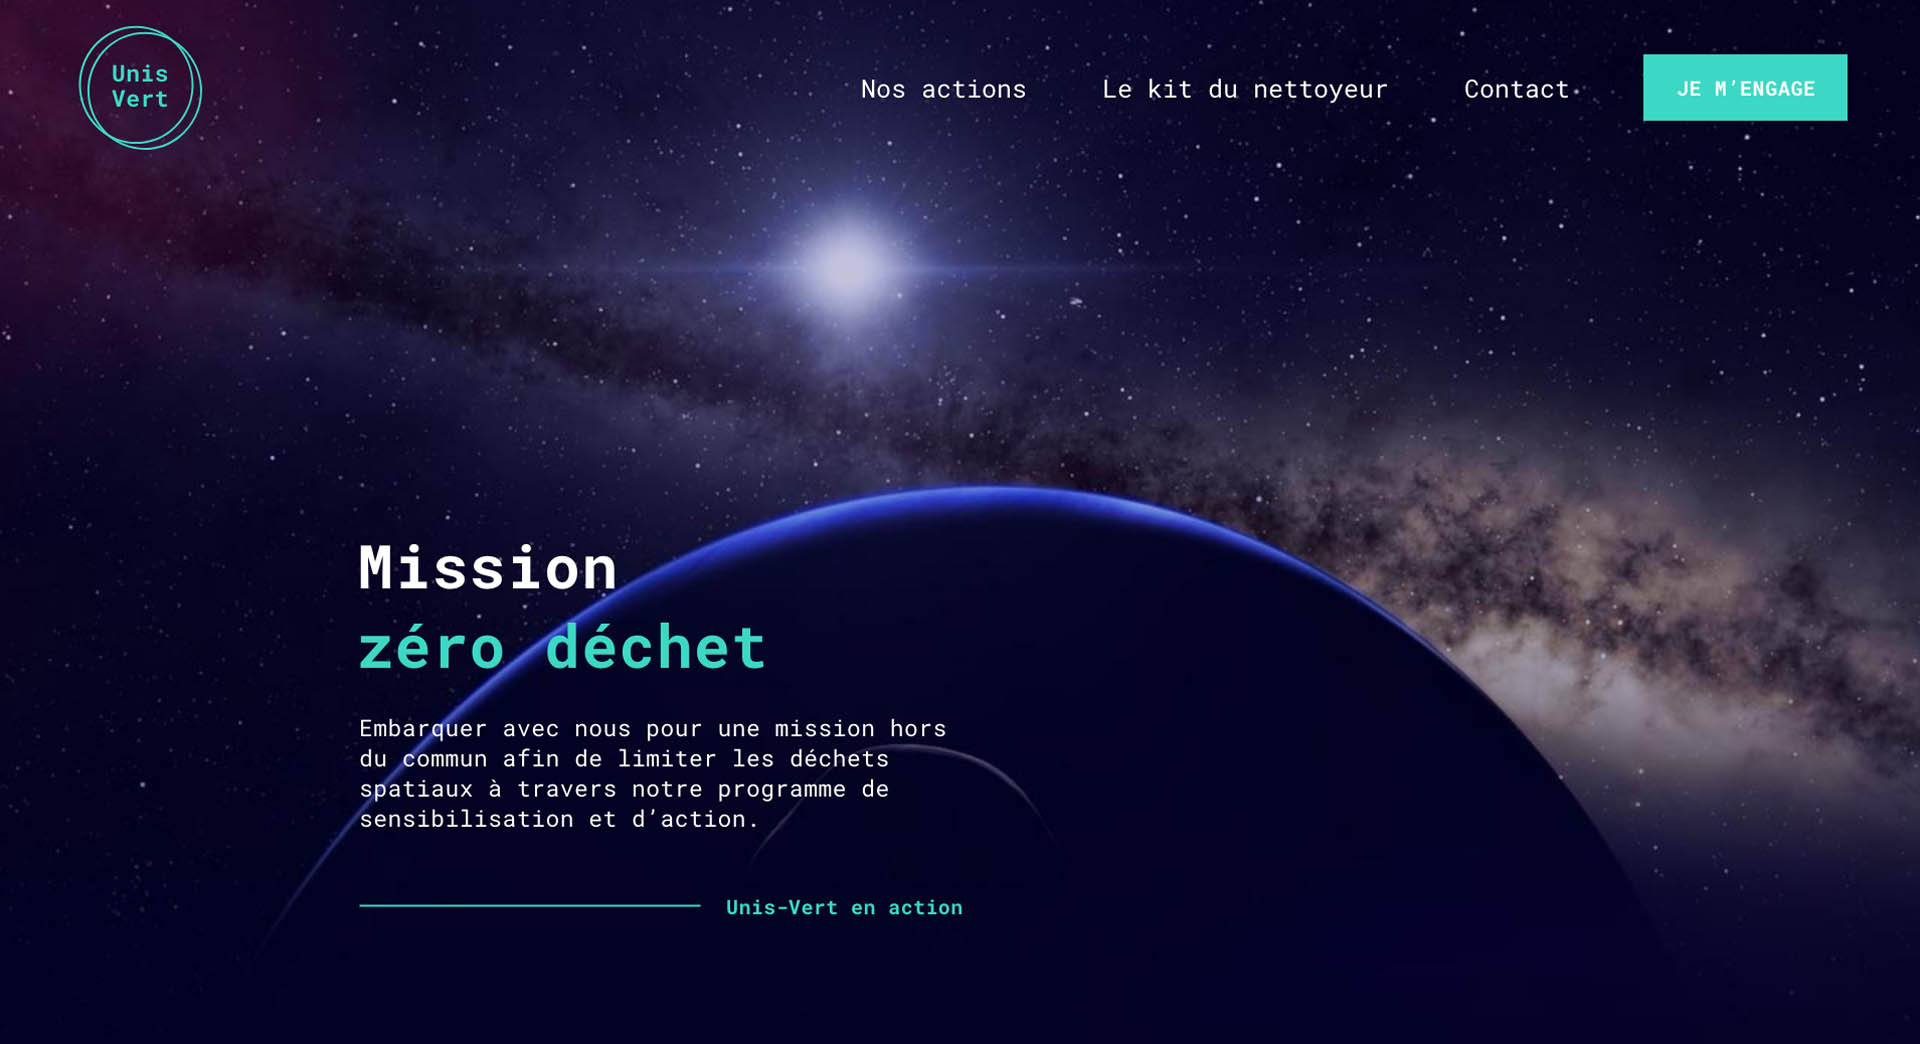 Unis
Vert
Nos actions
Le kit du nettoyeur
Contact
JE M’ENGAGE
Mission
zéro déchet
Embarquer avec nous pour une mission hors
du commun afin de limiter les déchets
spatiaux à travers notre programme de
sensibilisation et d’action.
Unis-Vert en action